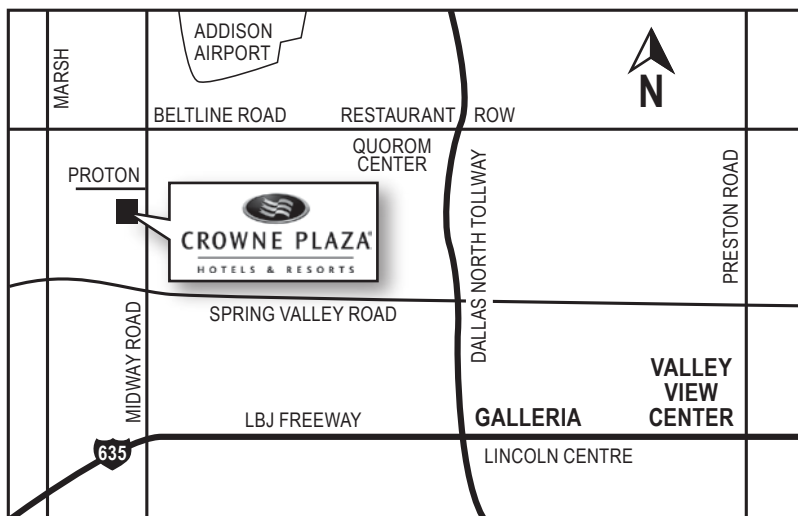 ADDISON
AIRPORT
MARSH
N
BELTLINE ROAD
RESTAURANT ROW
QUOROM
CENTER
PROTON
CROWNE PLAZA®
HOTELS & RESORTS
DALLAS NORTH TOLLWAY
PRESTON ROAD
SPRING VALLEY ROAD
MIDWAY ROAD
VALLEY
VIEW
CENTER
LBJ FREEWAY
GALLERIA
635
LINCOLN CENTRE